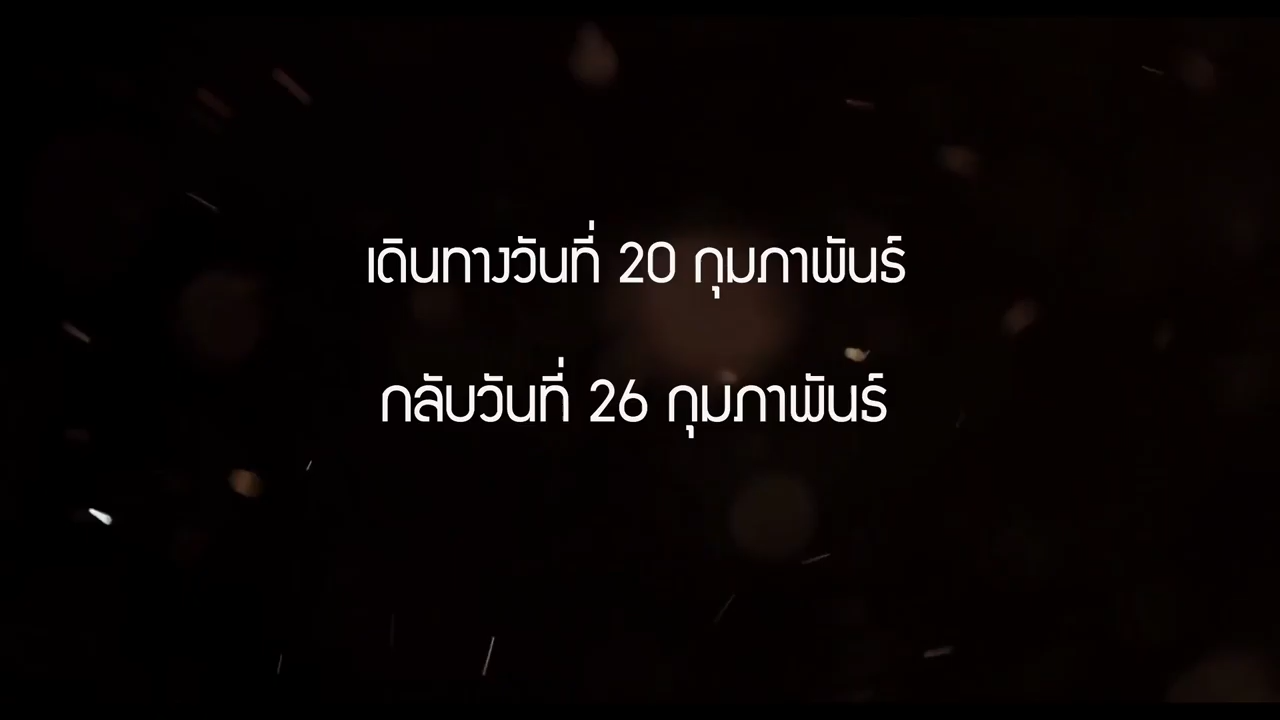 เดินทางวันที่ 20 กุมภาพันธ์
กลับวันที่ 26 กุมภาพันธ์